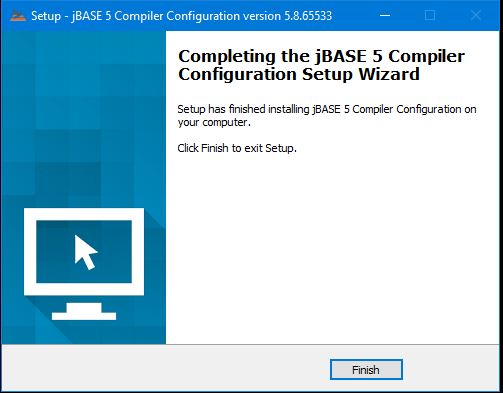 Setup - jBASE 5 Compiler Configuration version 5.8.65533
Completing the jBASE 5 Compiler
Configuration Setup Wizard
Setup has finished installing jBASE 5 Compiler Configuration on
your computer.
Click Finish to exit Setup.
Finish